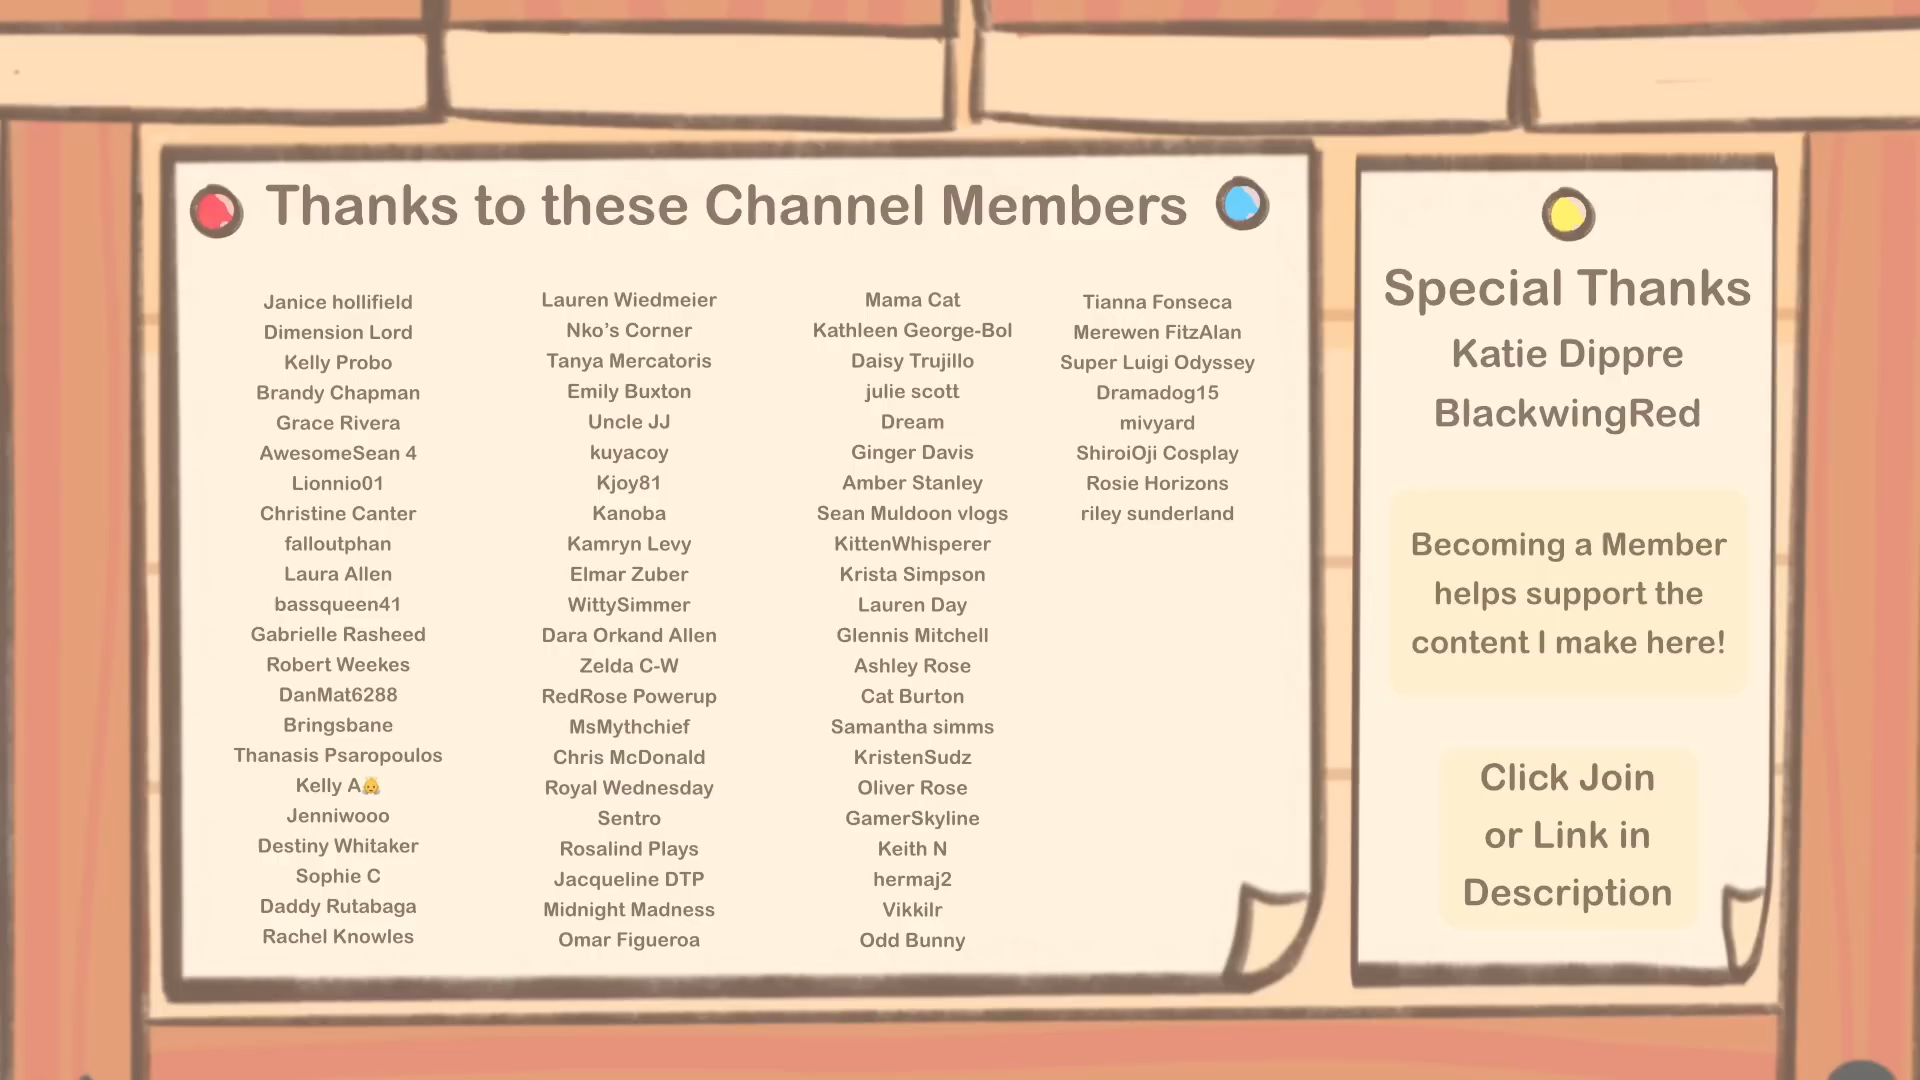 Thanks to these Channel Members
Janice hollifield
Dimension Lord
Kelly Probo
Brandy Chapman
Grace Rivera
AwesomeSean 4
Lionnio01
Christine Canter
falloutphan
Laura Allen
bassqueen41
Gabrielle Rasheed
Robert Weekes
DanMat6288
Bringsbane
Thanasis Psaropoulos
Kelly A👸
Jenniwooo
Destiny Whitaker
Sophie C
Daddy Rutabaga
Rachel Knowles
Lauren Wiedmeier
Nko’s Corner
Tanya Mercatoris
Emily Buxton
Uncle JJ
kuyacoy
Kjoy81
Kanoba
Kamryn Levy
Elmar Zuber
WittySimmer
Dara Orkand Allen
Zelda C-W
RedRose Powerup
MsMythchief
Chris McDonald
Royal Wednesday
Sentro
Rosalind Plays
Jacqueline DTP
Midnight Madness
Omar Figueroa
Mama Cat
Kathleen George-Bol
Daisy Trujillo
julie scott
Dream
Ginger Davis
Amber Stanley
Sean Muldoon vlogs
KittenWhisperer
Krista Simpson
Lauren Day
Glennis Mitchell
Ashley Rose
Cat Burton
Samantha simms
KristenSudz
Oliver Rose
GamerSkyline
Keith N
hermaj2
Vikkilr
Odd Bunny
Tianna Fonseca
Merewen FitzAlan
Super Luigi Odyssey
Dramadog15
mivyard
ShiroiOji Cosplay
Rosie Horizons
riley sunderland
Special Thanks
Katie Dippre
BlackwingRed
Becoming a Member
helps support the
content I make here!
Click Join
or Link in
Description